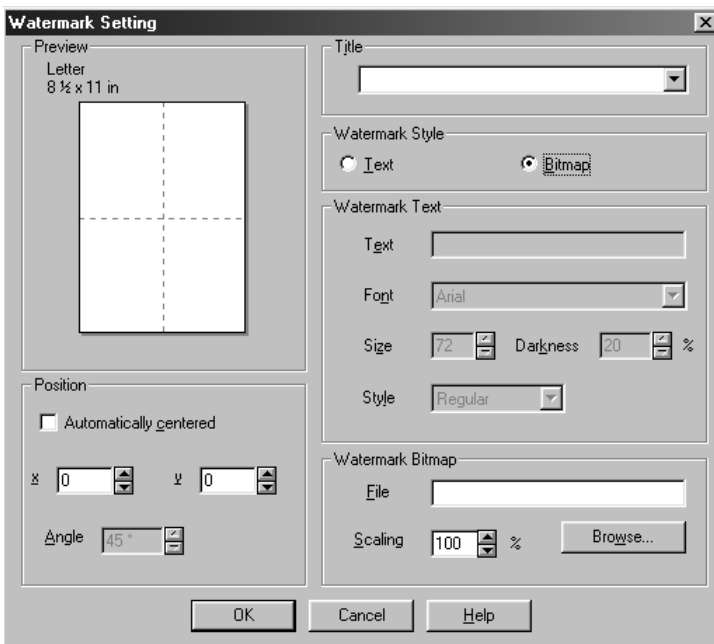 Watermark Setting
Preview
Letter
8 ½ x 11 in
Position
Automatically centered
x 0 y 0
Angle 45 °
Title
Watermark Style
Text Bitmap
Watermark Text
Text
Font Arial
Size 72 Darkness 20 %
Style Regular
Watermark Bitmap
File
Scaling 100 % Browse...
OK Cancel Help